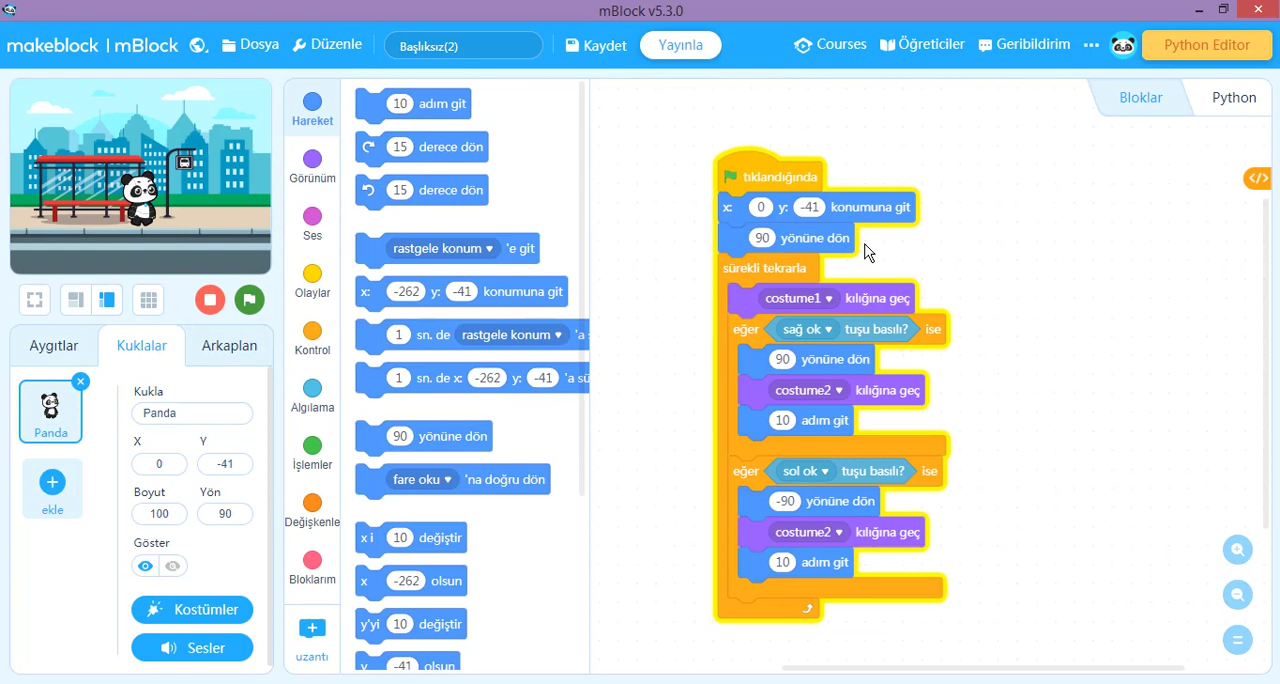 mBlock v5.3.0
makeblock | mBlock
Dosya
Düzenle
Başlıksız(2)
Kaydet
Yayınla
Courses
Öğreticiler
Geribildirim
Python Editor
Aygıtlar
Kuklalar
Arkaplan
Panda
ekle
Kukla
Panda
X
Y
0
-41
Boyut
Yön
100
90
Göster
Kostümler
Sesler
Hareket
Görünüm
Ses
Olaylar
Kontrol
Algılama
İşlemler
Değişkenle
Bloklarım
uzantı
10 adım git
15 derece dön
15 derece dön
rastgele konum 'e git
x: -262 y: -41 konumuna git
1 sn. de rastgele konum 'a s
1 sn. de x: -262 y: -41 'a sü
90 yönüne dön
fare oku 'na doğru dön
x i 10 değiştir
x -262 olsun
y'yi 10 değiştir
y -41 olsun
Bloklar
Python
tıklandığında
x: 0 y: -41 konumuna git
90 yönüne dön
sürekli tekrarla
costume1 kılığına geç
eğer sağ ok tuşu basılı? ise
90 yönüne dön
costume2 kılığına geç
10 adım git
eğer sol ok tuşu basılı? ise
-90 yönüne dön
costume2 kılığına geç
10 adım git